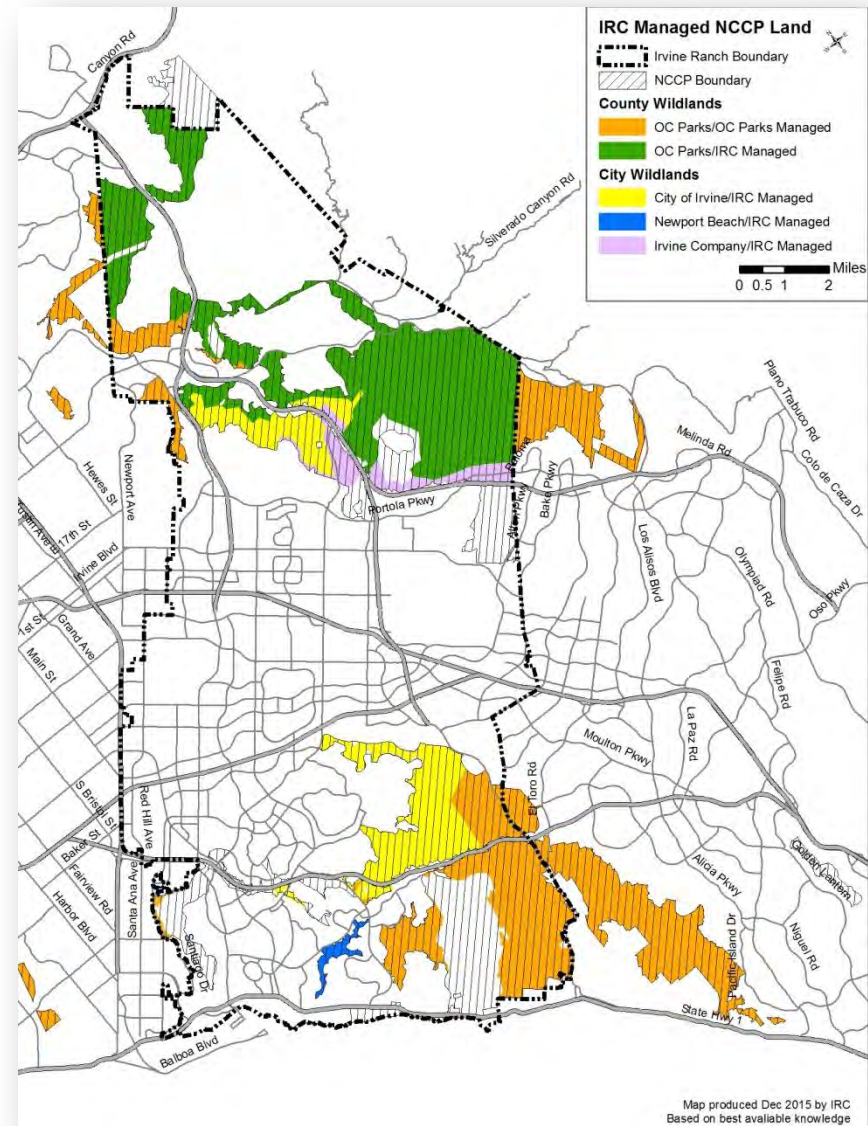 IRC Managed NCCP Land
Irvine Ranch Boundary
NCCP Boundary
County Wildlands
OC Parks/OC Parks Managed
OC Parks/IRC Managed
City Wildlands
City of Irvine/IRC Managed
Newport Beach/IRC Managed
Irvine Company/IRC Managed
Miles
0 0.5 1 2
Canyon Rd
Silverado Canyon Rd
Plano Trabuco Rd
Coto de Caza Dr
Melinda Rd
Hewes St
Newport Ave
17th St
Irvine Blvd
1st St
Grand Ave
Main St
Portola Pkwy
Bake Pkwy
Los Alisos Blvd
Olympiad Rd
Oso Pkwy
Felipe Rd
La Paz Rd
Moulton Pkwy
El Toro Rd
S Bristol St
Baker St
Red Hill Ave
Fairview Rd
Harbor Blvd
Santa Ana Ave
Santiago Dr
Alicia Pkwy
Golden Lantern
Niguel Rd
Pacific Island Dr
State Hwy 1
Balboa Blvd
Map produced Dec 2015 by IRC
Based on best avaliable knowledge